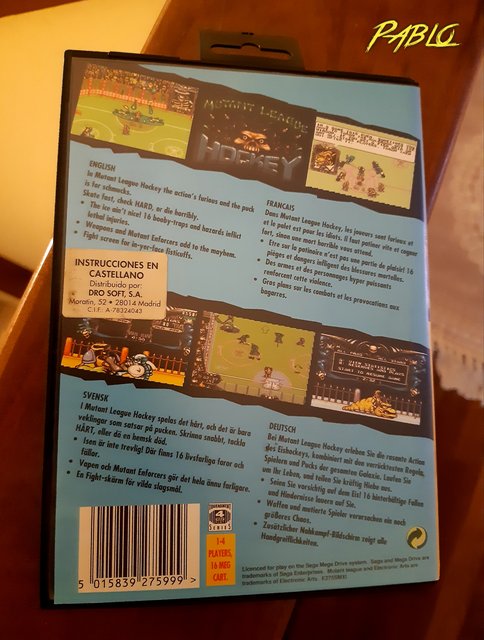 PABLO
MUTANT LEAGUE
HOCKEY
ENGLISH
In Mutant League Hockey the action's furious and the puck
is for schmucks.
Skate fast, check HARD, or die horribly.
• The ice ain't nice! 16 booby-traps and hazards inflict
lethal injuries.
• Weapons and Mutant Enforcers add to the mayhem.
• Fight screen for in-yer-face fisticuffs.
FRANCAIS
Dans Mutant League Hockey, les joueurs sont furieux et
et le palet est pour les idiots. Il faut patiner vite et cogner
fort, sinon une mort horrible vous attend.
• Etre sur la patinoire n'est pas une partie de plaisir! 16
pièges et dangers infligent des blessures mortelles.
• Des armes et des personnages hyper puissants
renforcent cette violence.
• Gros plans sur les combats et les provocations aux
bagarres.
INSTRUCCIONES EN
CASTELLANO
Distribuido por:
DRO SOFT, S.A.
Moratin, 52 • 28014 Madrid
C.I.F. A-78324043
SVENSK
I Mutant League Hockey spelas det hårt, och det är bara
veklingar som satsar på pucken. Skrinna snabbt, tackla
HÅRT, eller dö en hemsk död.
• Isen är inte trevlig! Där finns 16 livsfarliga faror och
fällor.
• Vapen och Mutant Enforcers gör det hela ännu farligare.
• En Fight-skärm för vilda slagsmål.
DEUTSCH
Bei Mutant League Hockey erleben Sie die rasante Action
des Eishockeys, kombiniert mit den verrücktesten Regeln,
Spielern und Pucks der gesamten Galaxie. Laufen Sie
um Ihr Leben, und teilen Sie kräftig Hiebe aus.
• Seien Sie vorsichtig auf dem Eis! 16 hinterhältige Fallen
und Hindernisse lauern auf Sie.
• Waffen und mutierte Spieler verursachen ein noch
größeres Chaos.
• Zusätzlicher Nahkampf-Bildschirm zeigt alle
Handgreiflichkeiten.
5 015839 275999 >
4
SERIES
1-4
PLAYERS,
16 MEG
CART.
Licenced for play on the Sega Mega Drive system. Sega and Mega Drive are
trademarks of Sega Enterprises. Mutant league and Electronic Arts are
trademarks of Electronic Arts E2755MXI